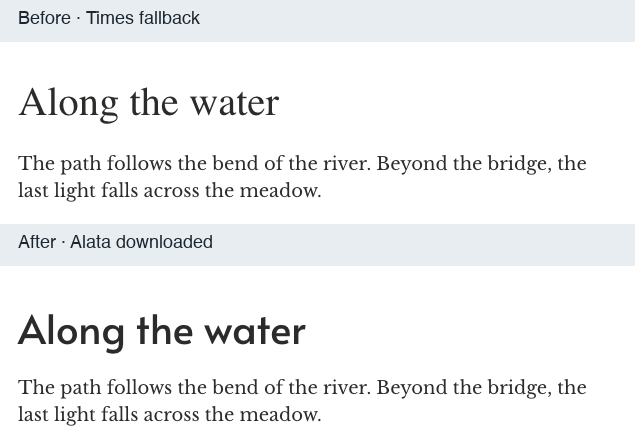 Before · Times fallback
Along the water
The path follows the bend of the river. Beyond the bridge, the
last light falls across the meadow.
After · Alata downloaded
Along the water
The path follows the bend of the river. Beyond the bridge, the
last light falls across the meadow.